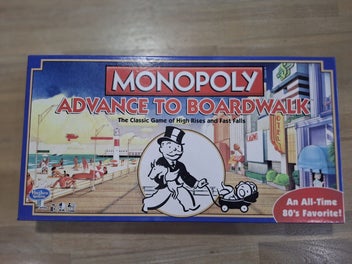 MONOPOLY
ADVANCE TO BOARDWALK
The Classic Game of High Rises and Fast Falls
An All-Time
80's Favorite!